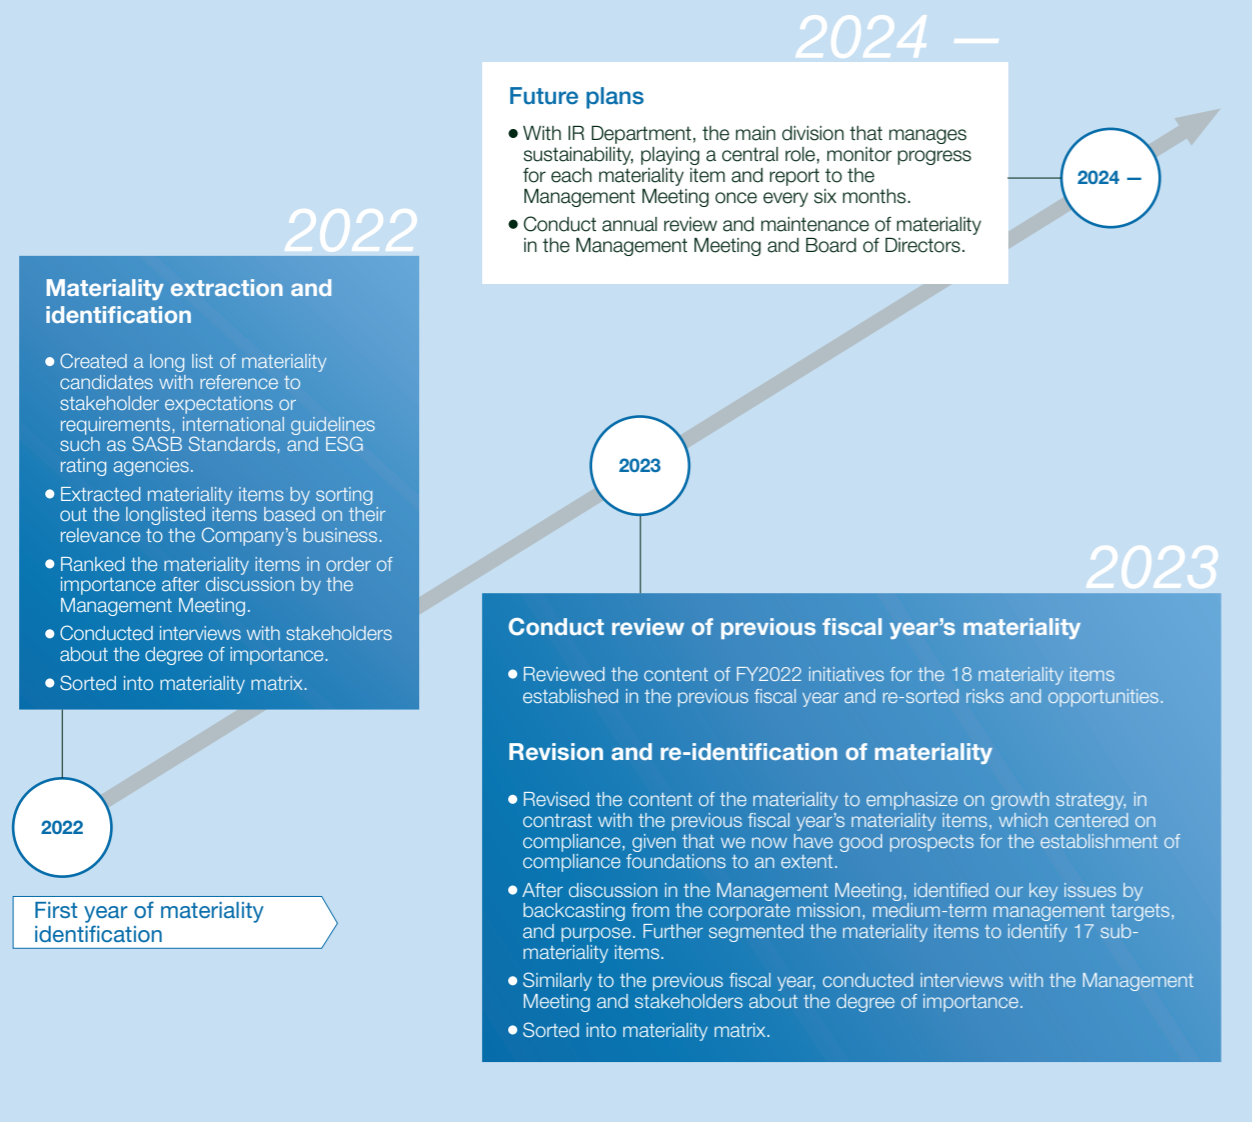 2022
Materiality extraction and
identification
● Created a long list of materiality
candidates with reference to
stakeholder expectations or
requirements, international guidelines
such as SASB Standards, and ESG
rating agencies.
● Extracted materiality items by sorting
out the longlisted items based on their
relevance to the Company's business.
● Ranked the materiality items in order of
importance after discussion by the
Management Meeting.
● Conducted interviews with stakeholders
about the degree of importance.
● Sorted into materiality matrix.
2022
First year of materiality
identification
2023
2023
Conduct review of previous fiscal year's materiality
● Reviewed the content of FY2022 initiatives for the 18 materiality items
established in the previous fiscal year and re-sorted risks and opportunities.
Revision and re-identification of materiality
● Revised the content of the materiality to emphasize on growth strategy, in
contrast with the previous fiscal year's materiality items, which centered on
compliance, given that we now have good prospects for the establishment of
compliance foundations to an extent.
● After discussion in the Management Meeting, identified our key issues by
backcasting from the corporate mission, medium-term management targets,
and purpose. Further segmented the materiality items to identify 17 sub-
materiality items.
● Similarly to the previous fiscal year, conducted interviews with the Management
Meeting and stakeholders about the degree of importance.
● Sorted into materiality matrix.
2024 —
Future plans
● With IR Department, the main division that manages
sustainability, playing a central role, monitor progress
for each materiality item and report to the
Management Meeting once every six months.
● Conduct annual review and maintenance of materiality
in the Management Meeting and Board of Directors.
2024 —